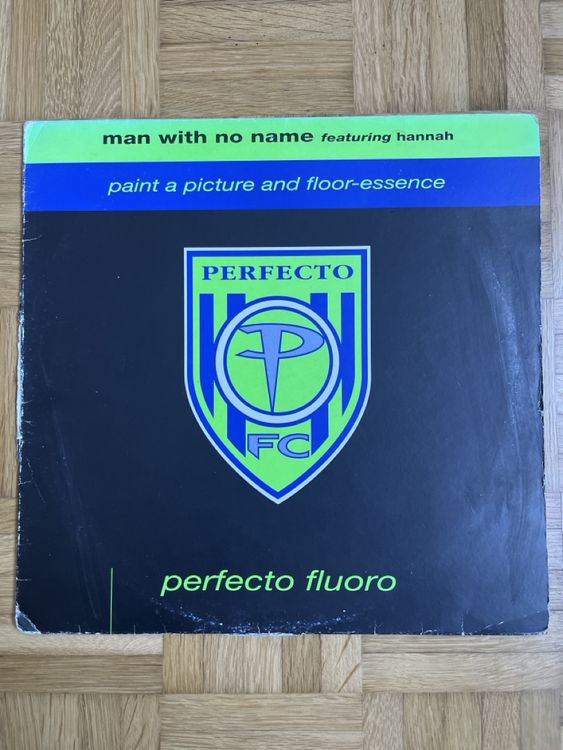 man with no name featuring hannah
paint a picture and floor-essence
PERFECTO
P
FC
perfecto fluoro